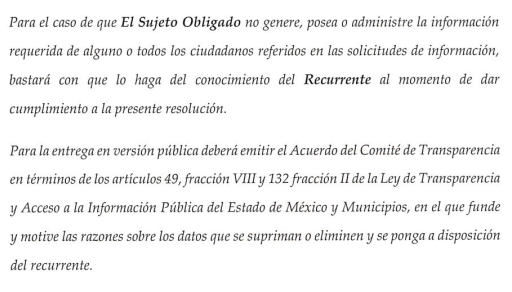 Para el caso de que El Sujeto Obligado no genere, posea o administre la información
requerida de alguno o todos los ciudadanos referidos en las solicitudes de información,
bastará con que lo haga del conocimiento del Recurrente al momento de dar
cumplimiento a la presente resolución.
Para la entrega en versión pública deberá emitir el Acuerdo del Comité de Transparencia
en términos de los artículos 49, fracción VIII y 132 fracción II de la Ley de Transparencia
y Acceso a la Información Pública del Estado de México y Municipios, en el que funde
y motive las razones sobre los datos que se supriman o eliminen y se ponga a disposición
del recurrente.